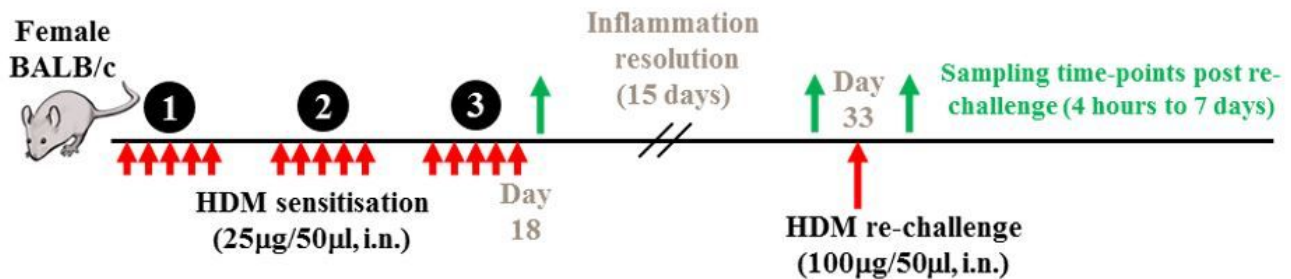 Female
BALB/c
1
2
3
Inflammation
resolution
(15 days)
Day
33
Sampling time-points post re-
challenge (4 hours to 7 days)
HDM sensitisation
(25µg/50µl, i.n.)
Day
18
HDM re-challenge
(100µg/50µl, i.n.)